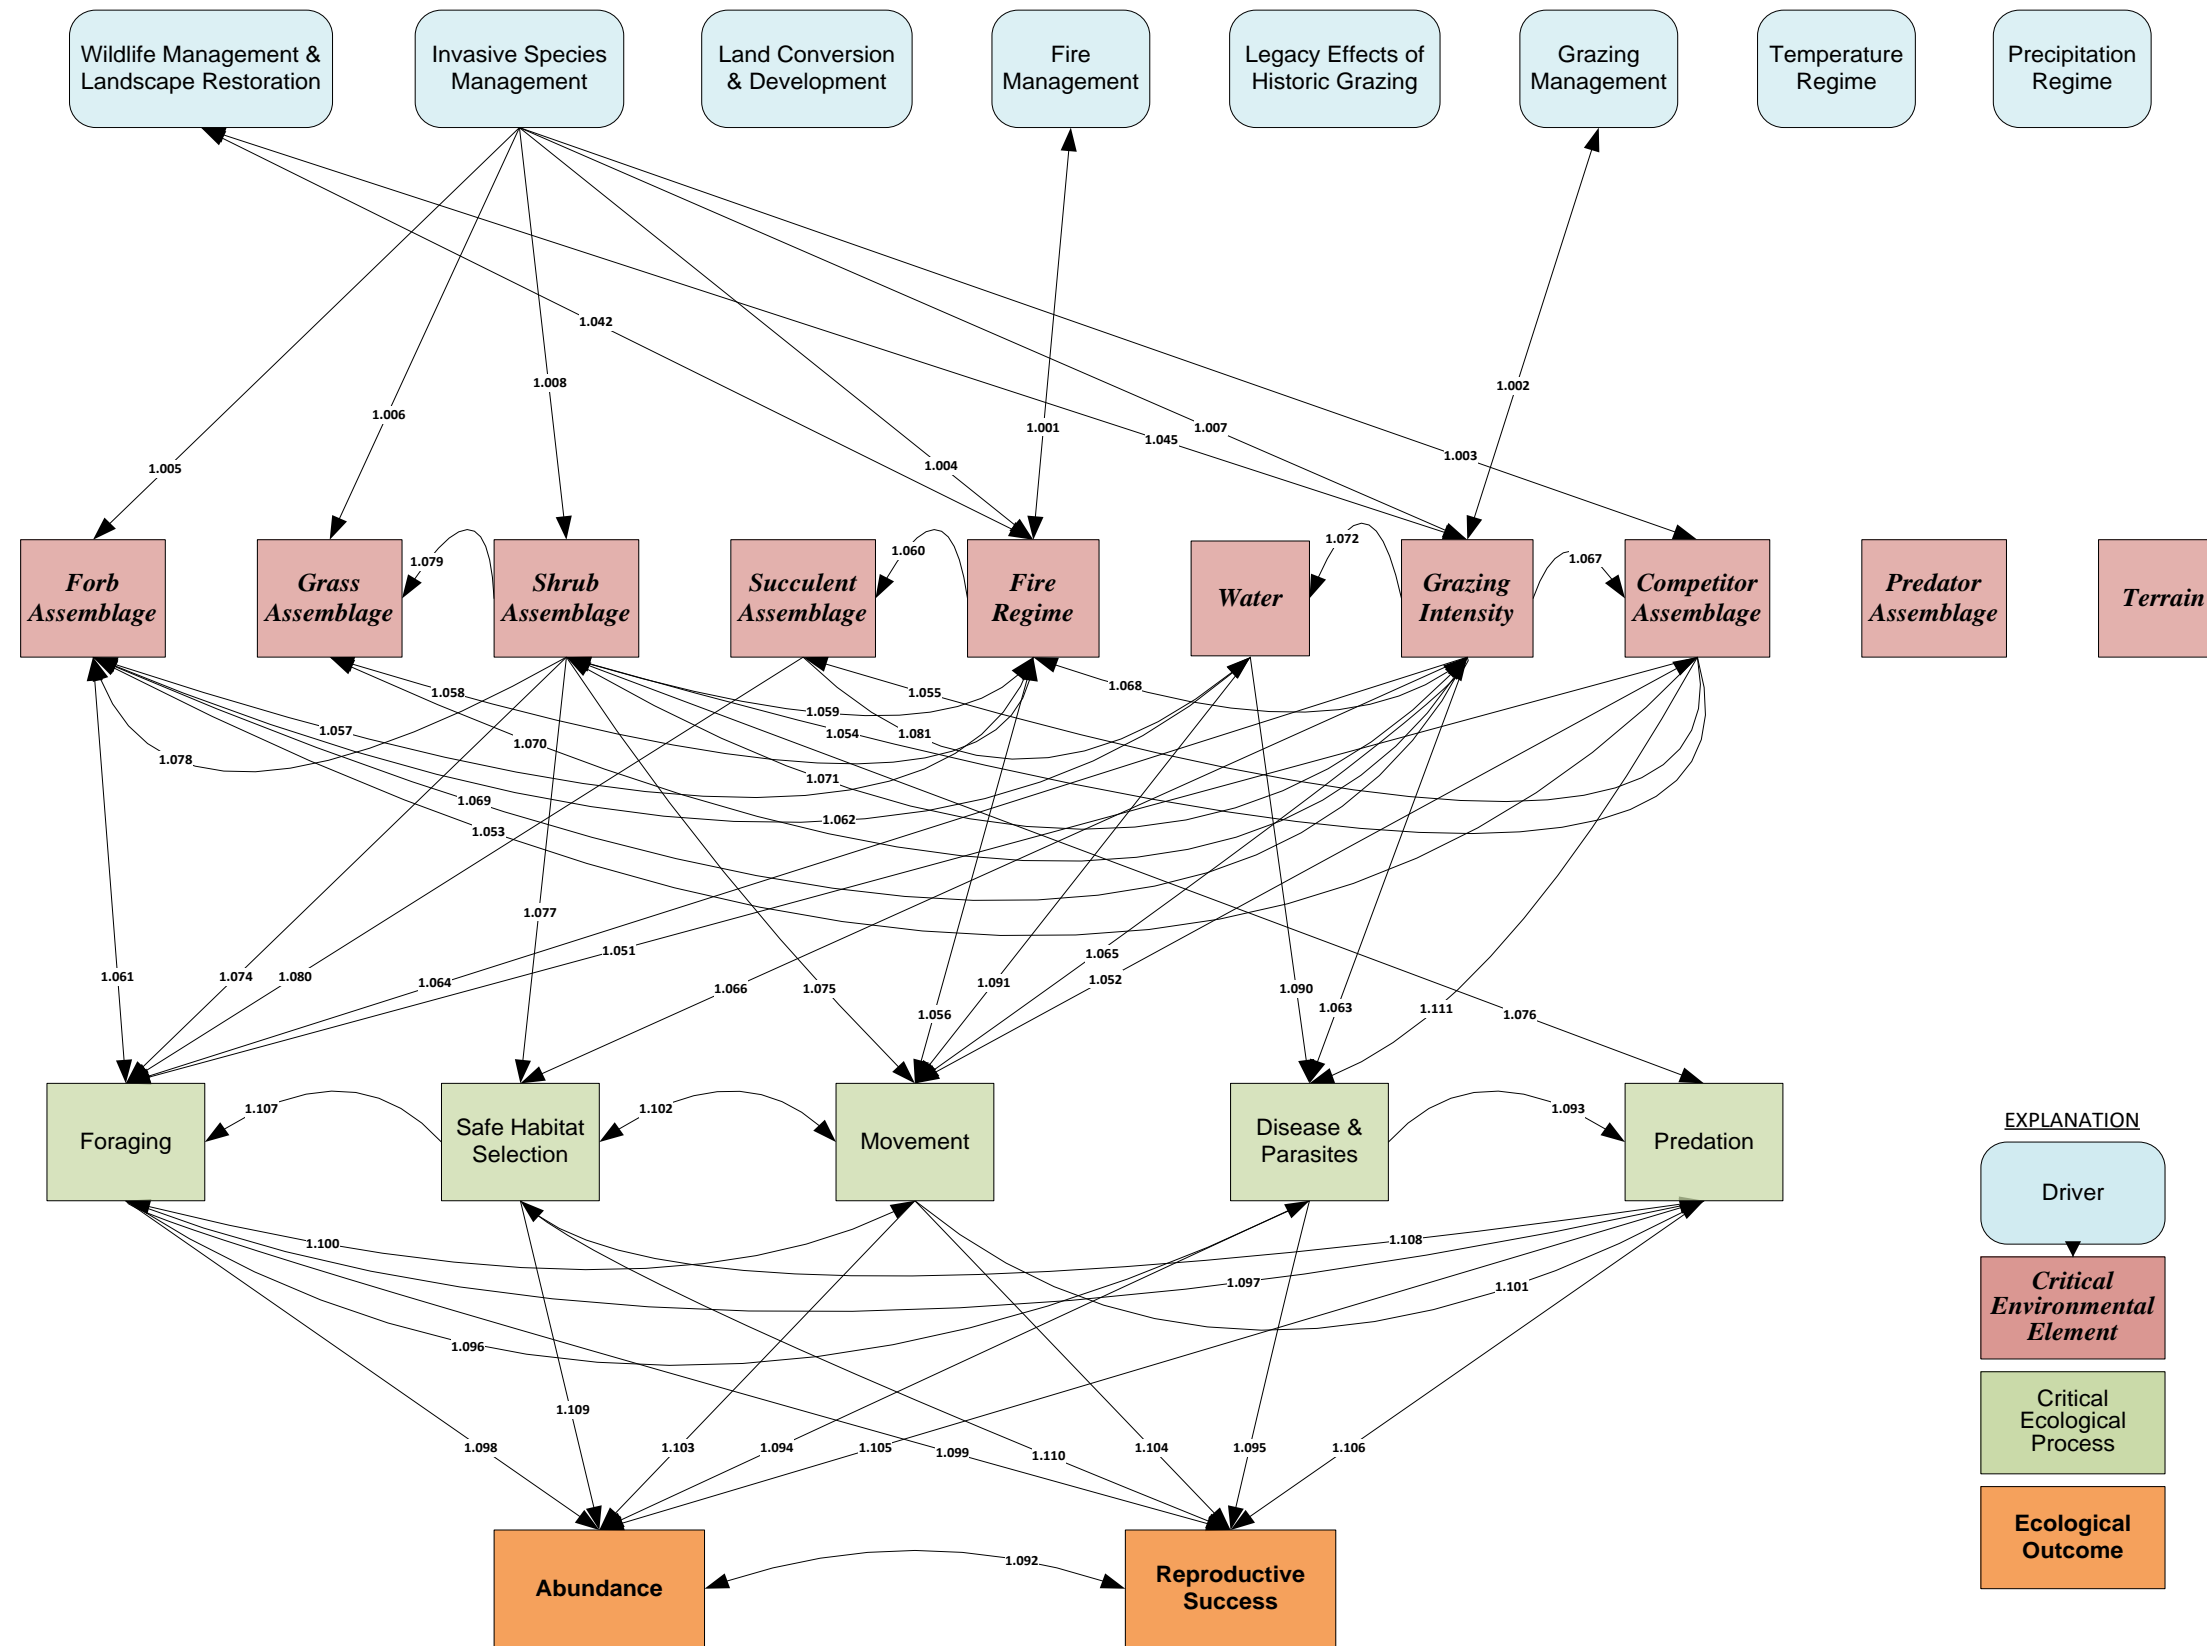 Wildlife Management &
Landscape Restoration
Invasive Species
Management
Land Conversion
& Development
Fire
Management
Legacy Effects of
Historic Grazing
Grazing
Management
Temperature
Regime
Precipitation
Regime
1.042
1.008
1.002
1.006
1.001
1.007
1.045
1.003
1.005
1.004
1.079
1.060
1.072
1.067
Forb
Assemblage
Grass
Assemblage
Shrub
Assemblage
Succulent
Assemblage
Fire
Regime
Water
Grazing
Intensity
Competitor
Assemblage
Predator
Assemblage
Terrain
1.058
1.055
1.068
1.059
1.057
1.054
1.081
1.070
1.078
1.071
1.069
1.062
1.053
1.077
1.051
1.065
1.061
1.074
1.080
1.064
1.091
1.052
1.066
1.075
1.090
1.063
1.111
1.056
1.076
1.107
1.102
1.093
Foraging
Safe Habitat
Selection
Movement
Disease &
Parasites
Predation
1.100
1.108
1.097
1.101
1.096
1.109
1.098
1.103
1.094
1.105
1.099
1.110
1.104
1.095
1.106
1.092
Abundance
Reproductive
Success
EXPLANATION
Driver
Critical
Environmental
Element
Critical
Ecological
Process
Ecological
Outcome